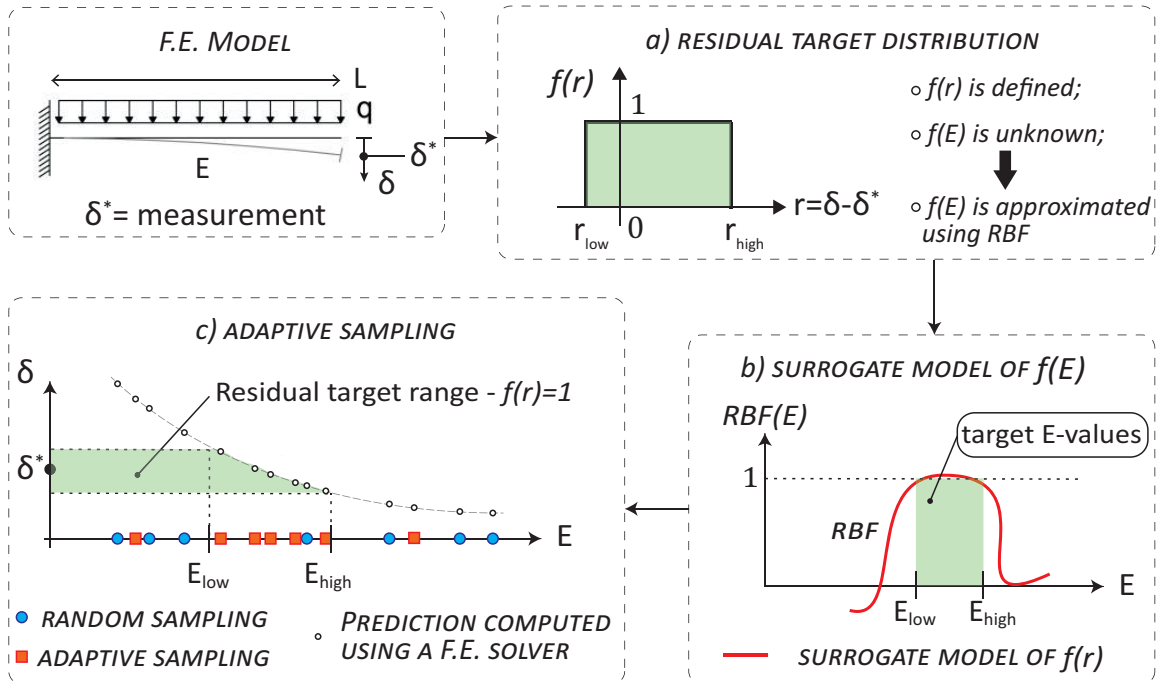 F.E. MODEL
L
q
E
δ*
δ
δ*= measurement
a) RESIDUAL TARGET DISTRIBUTION
f(r)
1
r=δ-δ*
r_low
0
r_high
○ f(r) is defined;
○ f(E) is unknown;
○ f(E) is approximated
using RBF
c) ADAPTIVE SAMPLING
δ
Residual target range - f(r)=1
δ*
E
E_low
E_high
RANDOM SAMPLING
ADAPTIVE SAMPLING
PREDICTION COMPUTED
USING A F.E. SOLVER
b) SURROGATE MODEL OF f(E)
RBF(E)
target E-values
1
RBF
E
E_low
E_high
SURROGATE MODEL OF f(r)